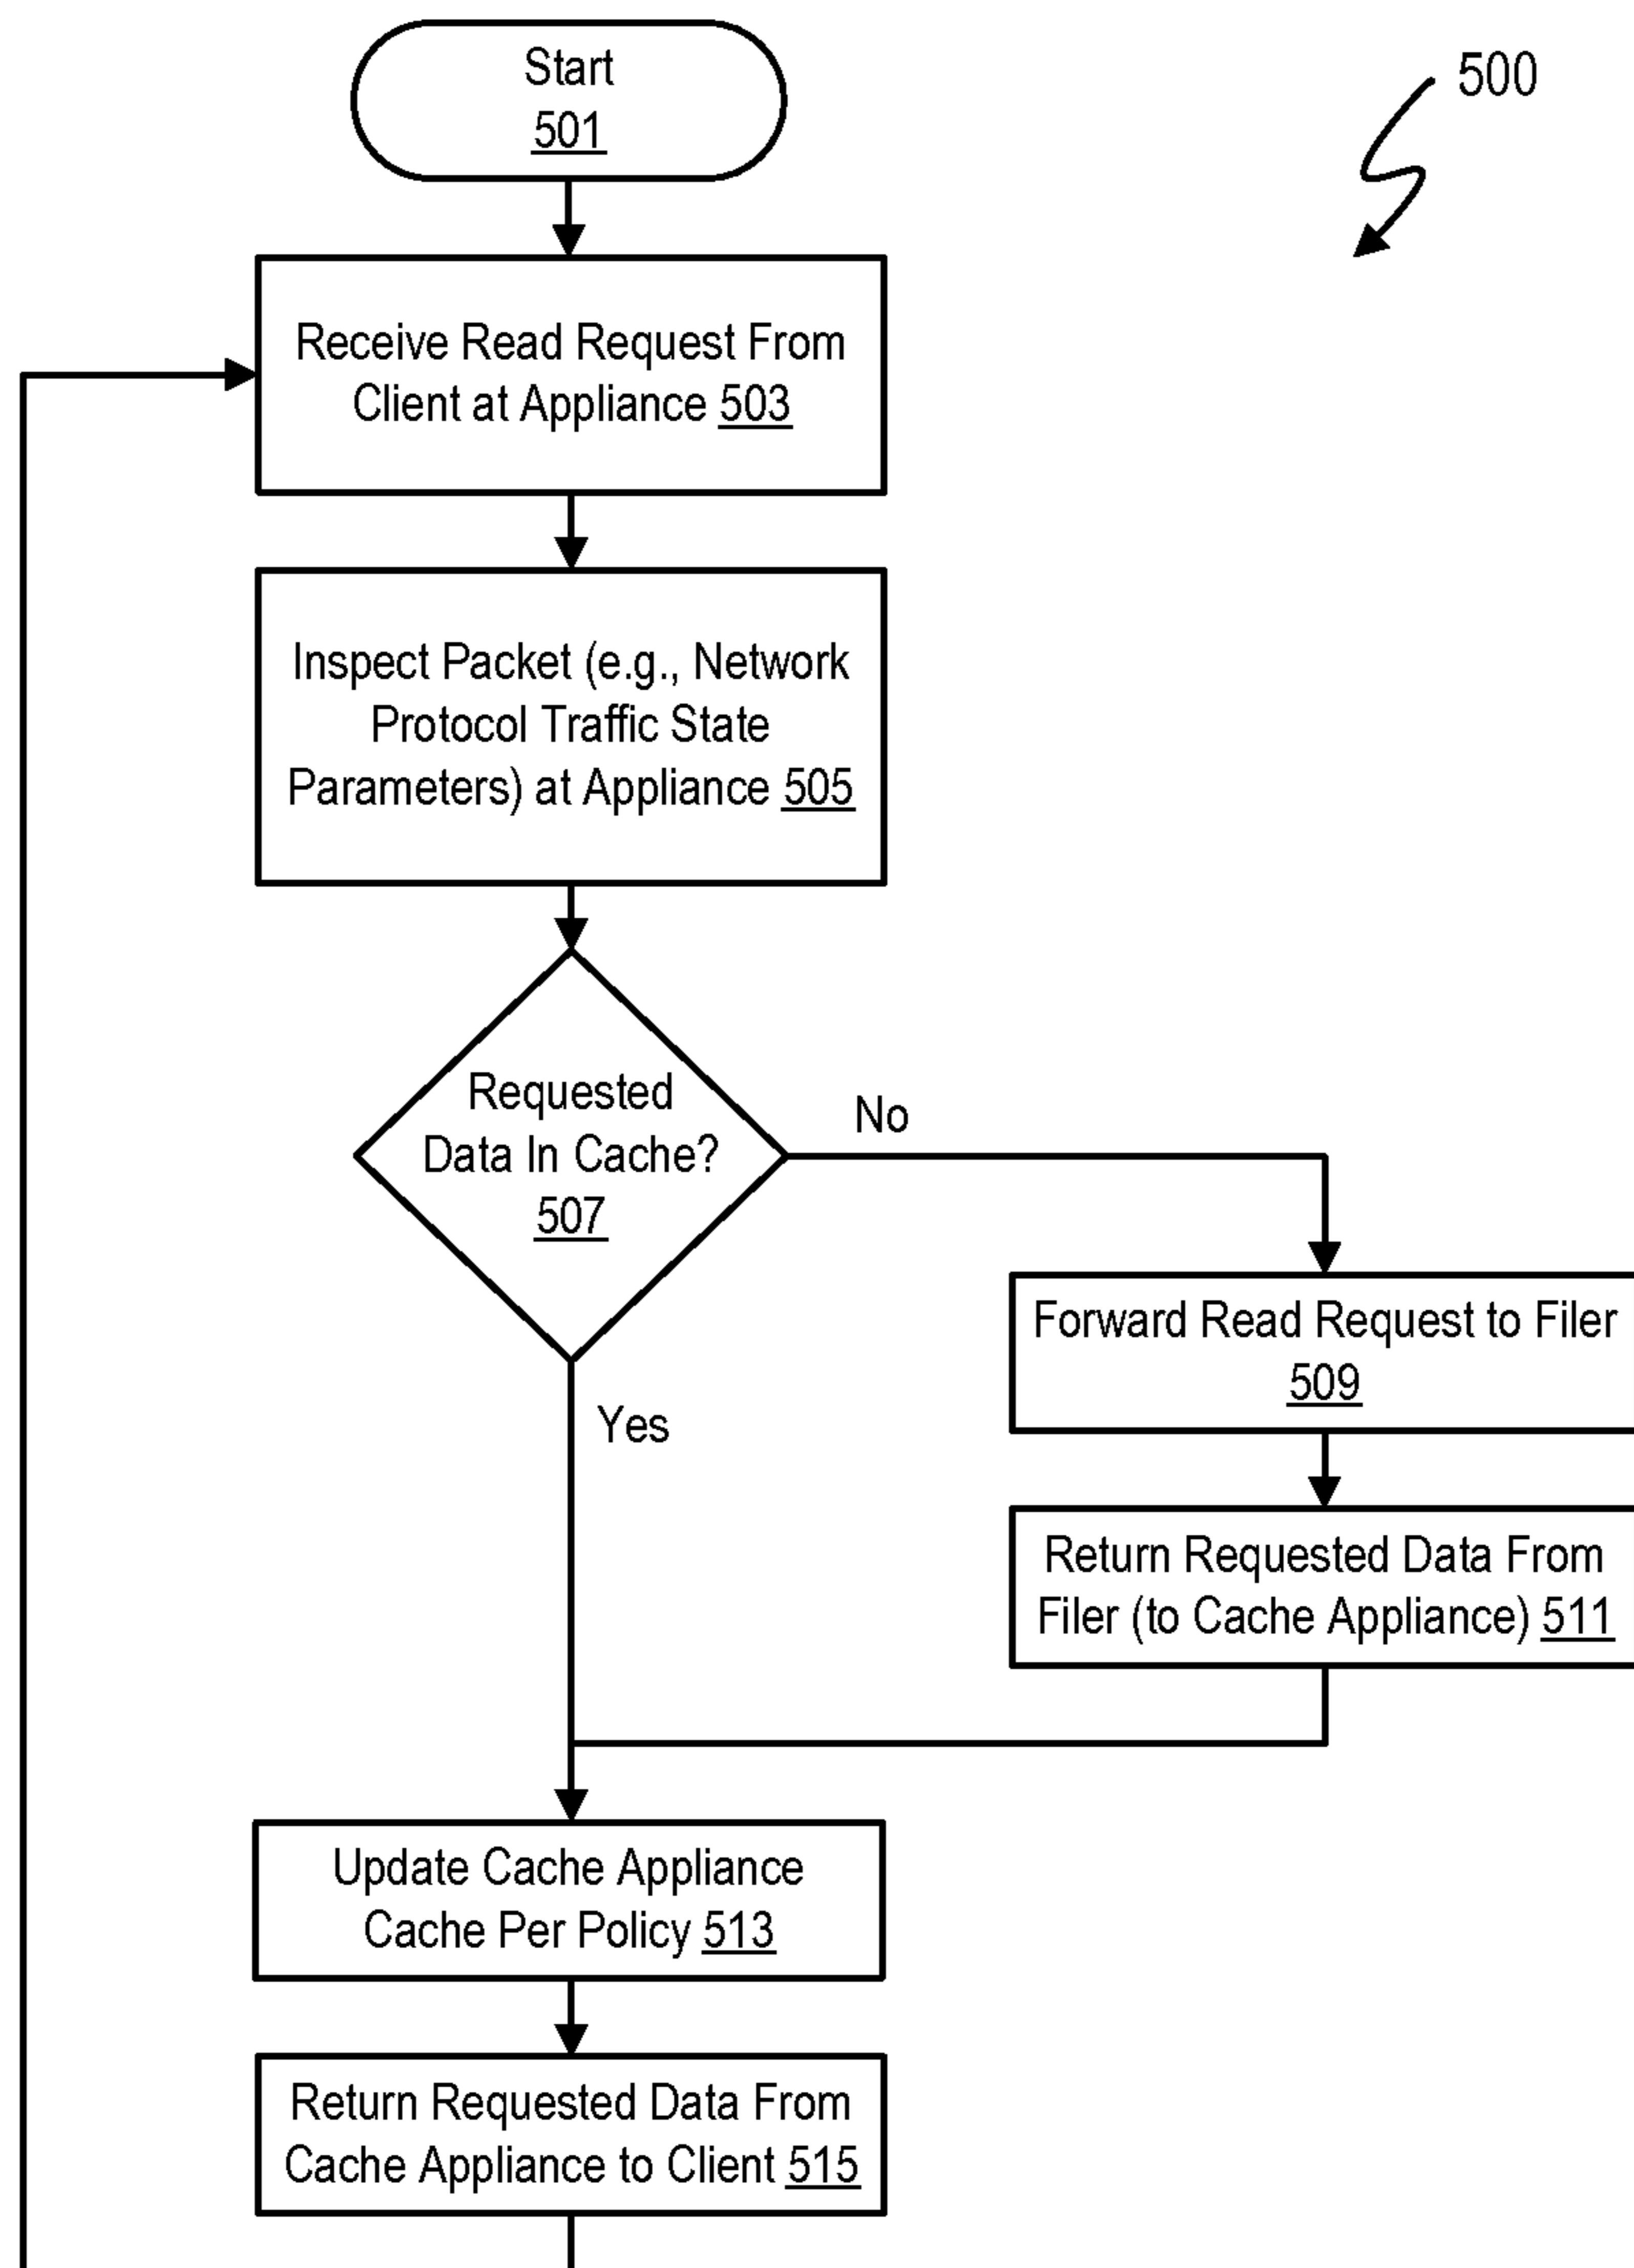 Start
501
500
Receive Read Request From
Client at Appliance 503
Inspect Packet (e.g., Network
Protocol Traffic State
Parameters) at Appliance 505
Requested
Data In Cache?
507
No
Yes
Forward Read Request to Filer
509
Return Requested Data From
Filer (to Cache Appliance) 511
Update Cache Appliance
Cache Per Policy 513
Return Requested Data From
Cache Appliance to Client 515